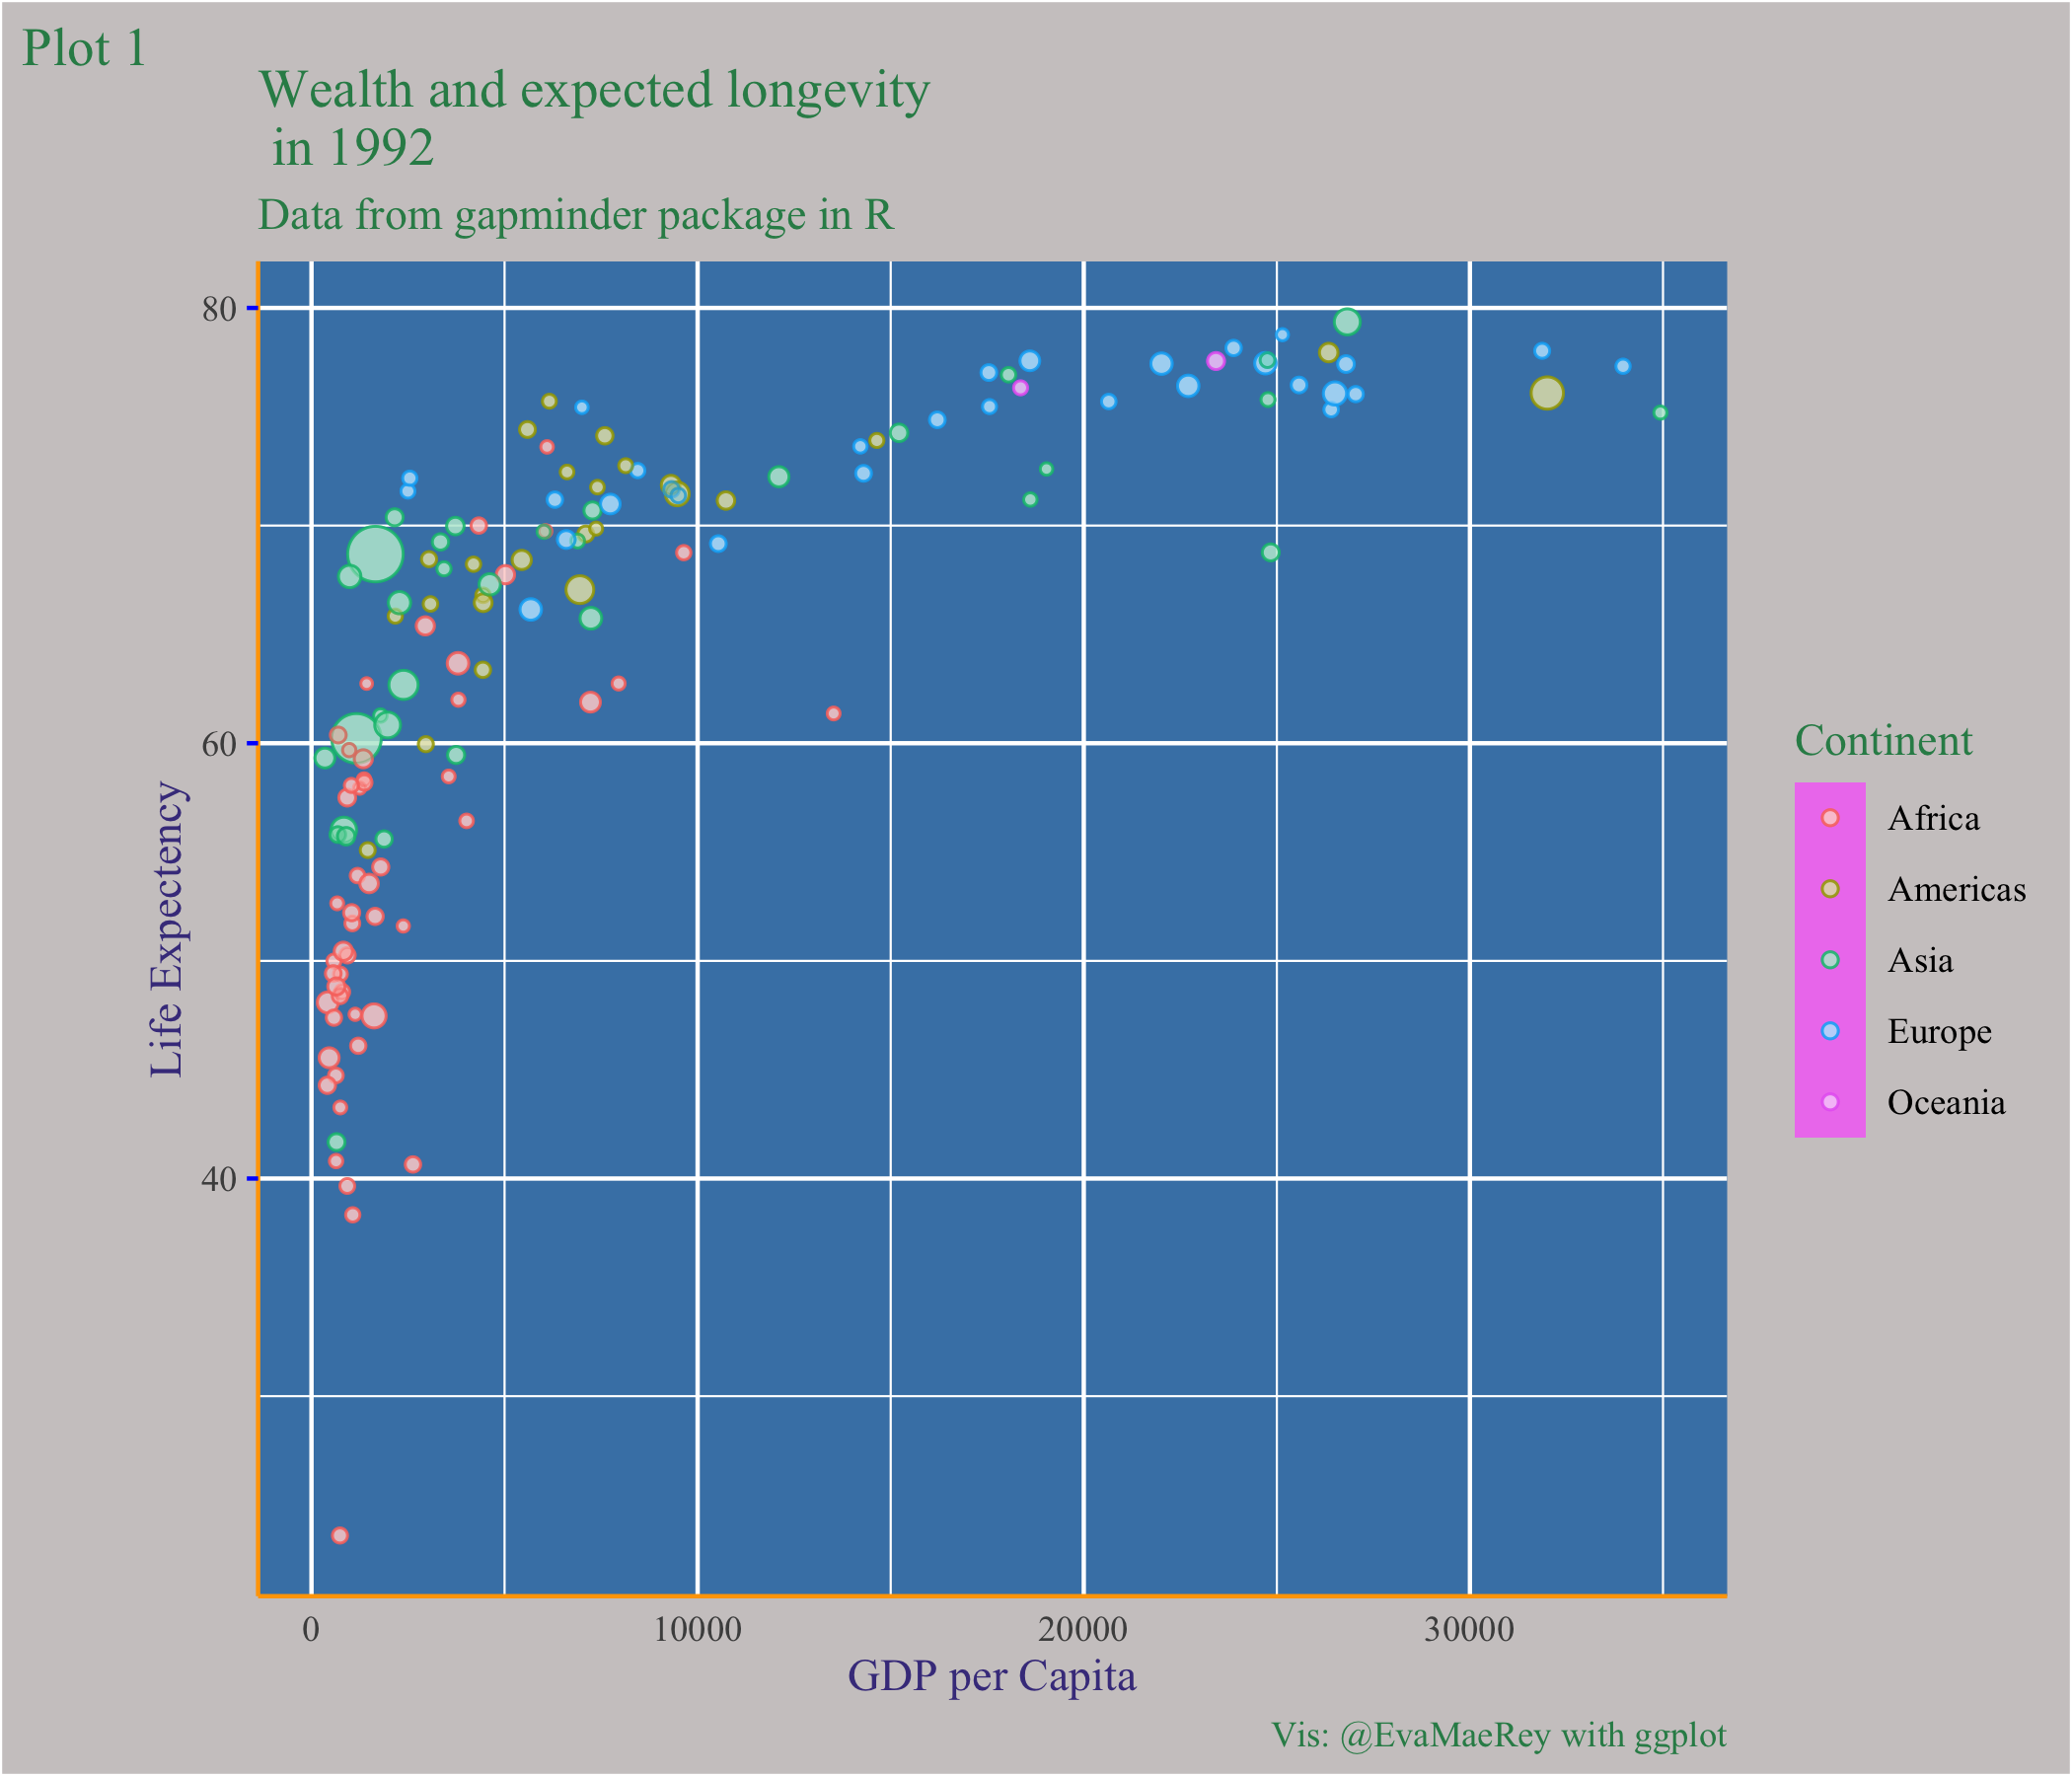 Plot 1
Wealth and expected longevity
in 1992
Data from gapminder package in R
80
60
40
Life Expectency
0 10000 20000 30000
GDP per Capita
Continent
Africa
Americas
Asia
Europe
Oceania
Vis: @EvaMaeRey with ggplot